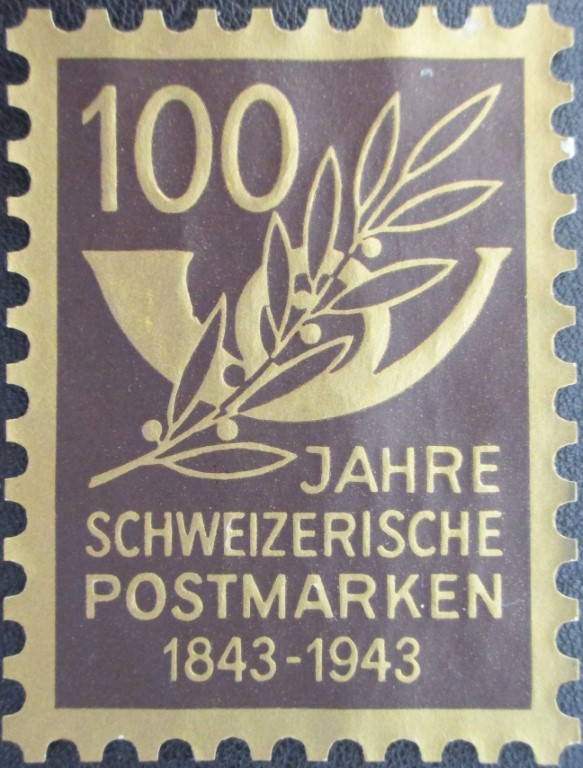 100
JAHRE
SCHWEIZERISCHE
POSTMARKEN
1843-1943